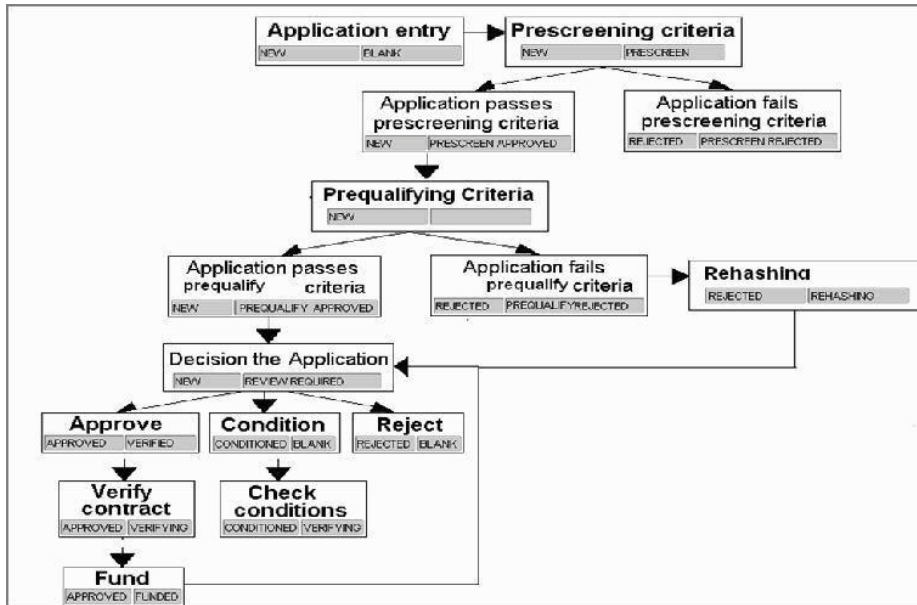 Application entry
NEW BLANK
Prescreening criteria
NEW PRESCREEN
Application passes
prescreening criteria
NEW PRESCREEN APPROVED
Application fails
prescreening criteria
REJECTED PRESCREEN REJECTED
Prequalifying Criteria
NEW
Application passes
prequalify criteria
NEW PREQUALIFY APPROVED
Application fails
prequalify criteria
REJECTED PREQUALIFY REJECTED
Rehashing
REJECTED REHASHING
Decision the Application
NEW REVIEW REQUIRED
Approve
APPROVED VERIFIED
Condition
CONDITIONED BLANK
Reject
REJECTED BLANK
Verify
contract
APPROVED VERIFYING
Check
conditions
CONDITIONED VERIFYING
Fund
APPROVED FUNDED